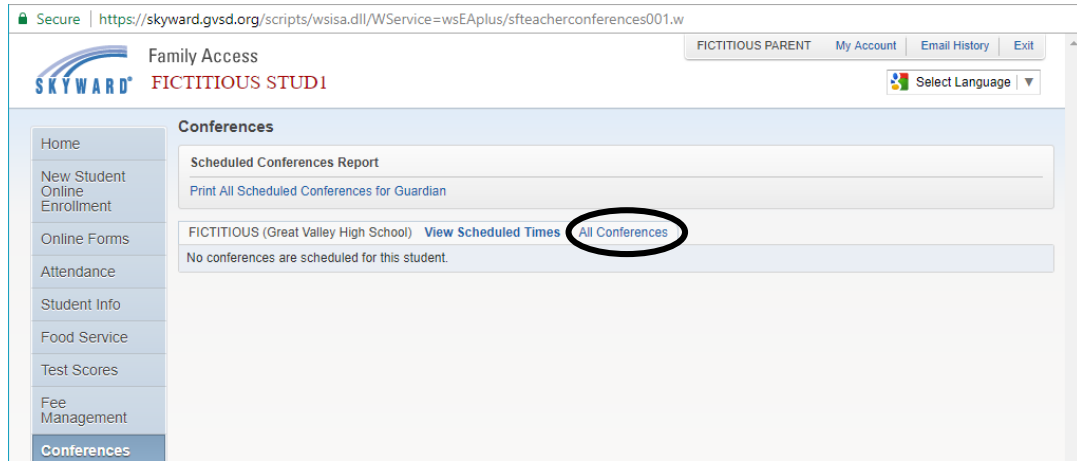 Secure | https://skyward.gvsd.org/scripts/wsisa.dll/WService=wsEAplus/sfteacherconferences001.w
SKYWARD®
Family Access
FICTITIOUS STUD1
FICTITIOUS PARENT My Account Email History Exit
Select Language ▼
Home
New Student
Online
Enrollment
Online Forms
Attendance
Student Info
Food Service
Test Scores
Fee
Management
Conferences
Conferences
Scheduled Conferences Report
Print All Scheduled Conferences for Guardian
FICTITIOUS (Great Valley High School) View Scheduled Times All Conferences
No conferences are scheduled for this student.